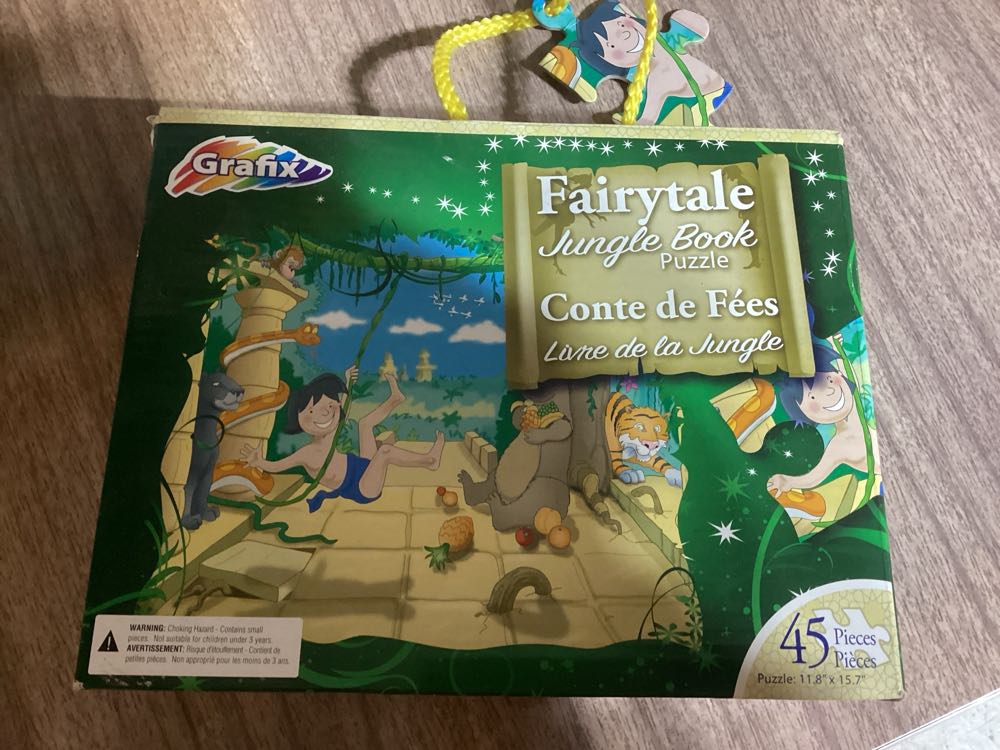 Grafix
Fairytale
Jungle Book
Puzzle
Conte de Fées
Livre de la Jungle
WARNING: Choking Hazard - Contains small
pieces. Not suitable for children under 3 years.
AVERTISSEMENT: Risque d'étouffement - Contient de
petites pièces. Non approprié pour les moins de 3 ans.
45 Pieces
Pièces
Puzzle: 11.8" x 15.7"